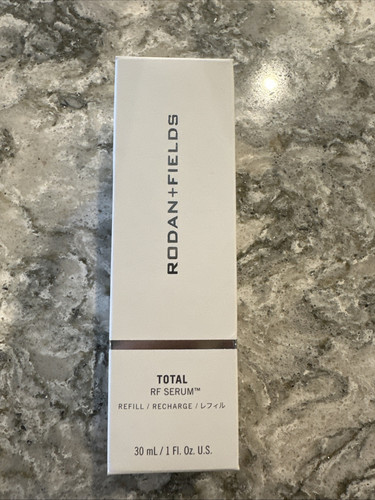 RODAN+FIELDS
TOTAL
RF SERUM™
REFILL / RECHARGE / レフィル
30 mL / 1 Fl. Oz. U.S.